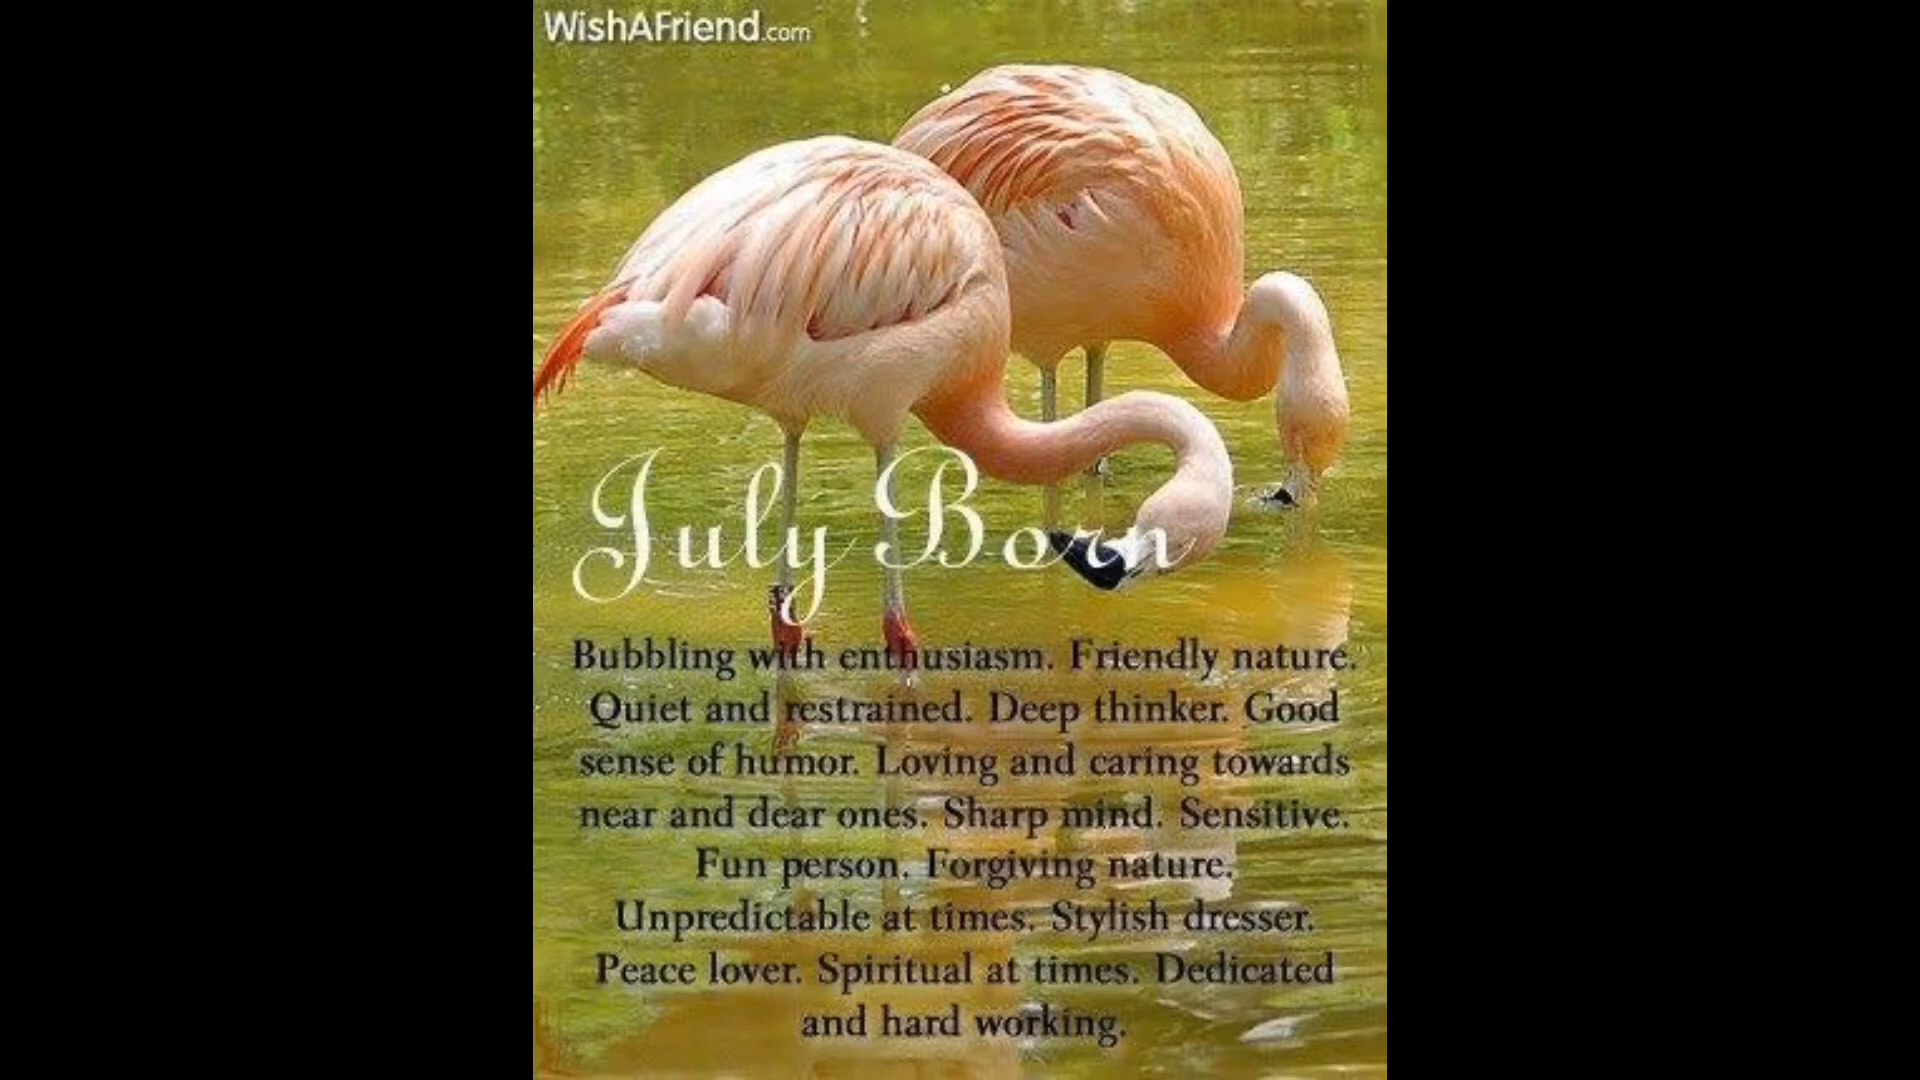 WishAFriend.com
July Born
Bubbling with enthusiasm. Friendly nature.
Quiet and restrained. Deep thinker. Good
sense of humor. Loving and caring towards
near and dear ones. Sharp mind. Sensitive.
Fun person. Forgiving nature.
Unpredictable at times. Stylish dresser.
Peace lover. Spiritual at times. Dedicated
and hard working.